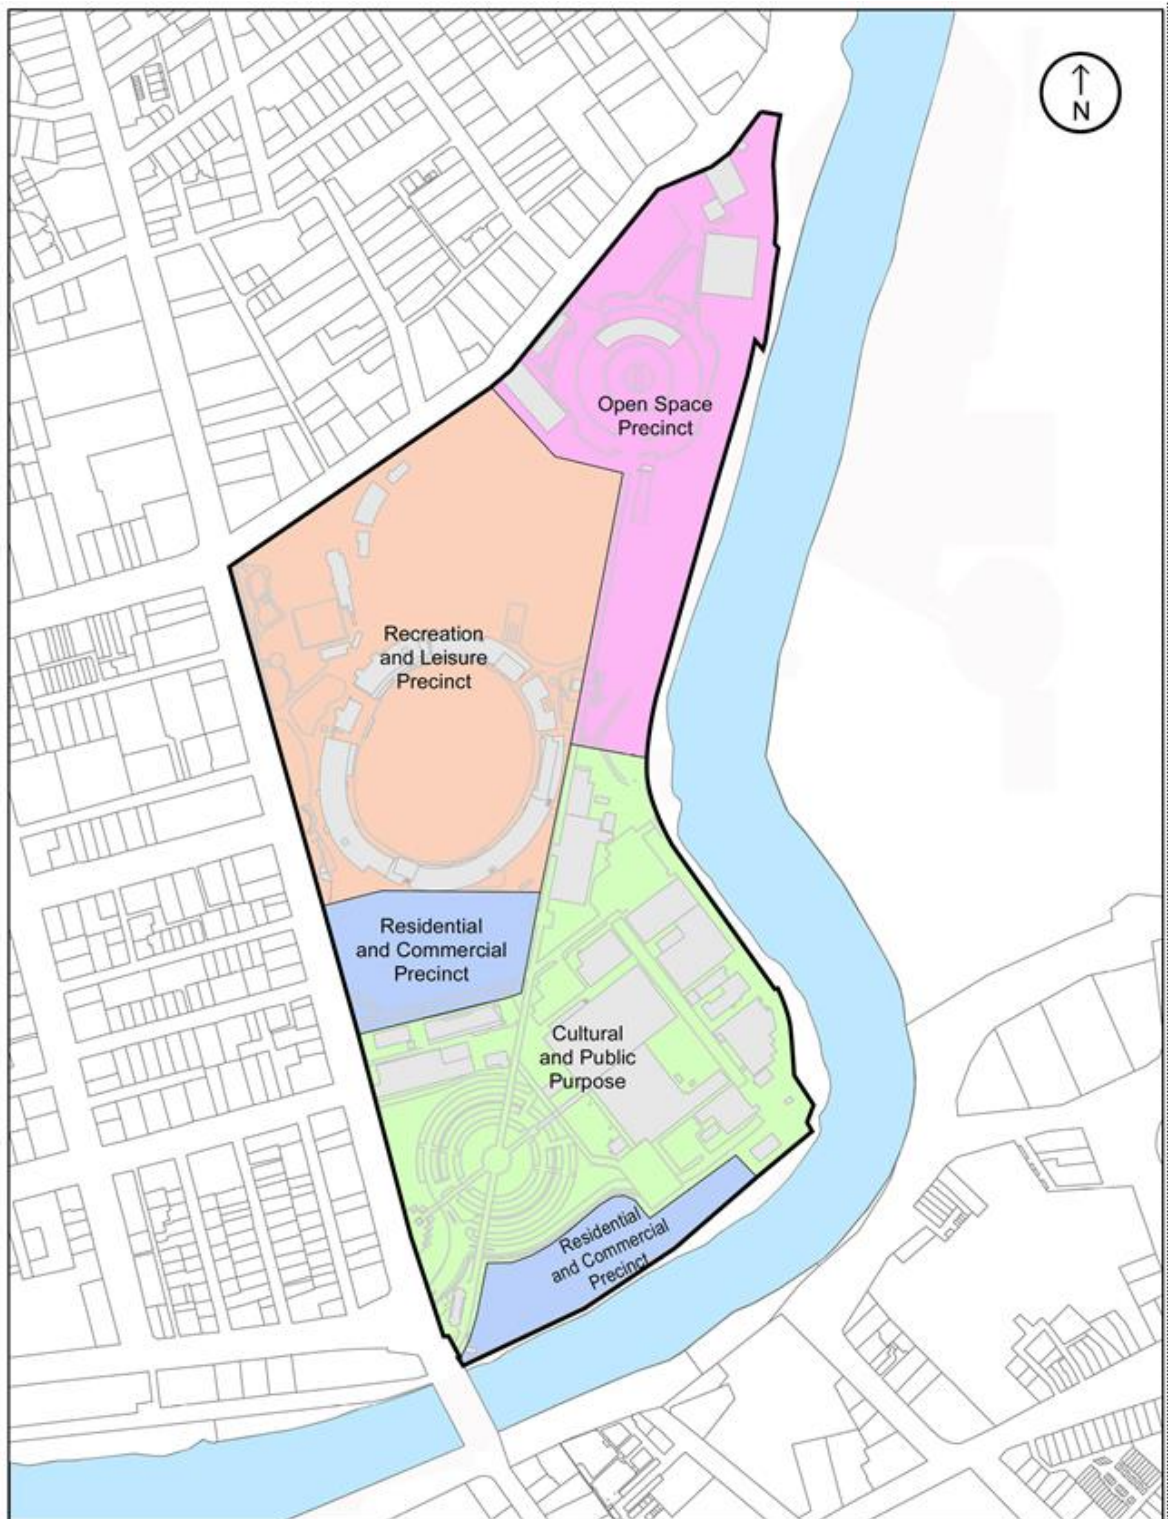 N
Open Space
Precinct
Recreation
and Leisure
Precinct
Residential
and Commercial
Precinct
Cultural
and Public
Purpose
Residential
and Commercial
Precinct